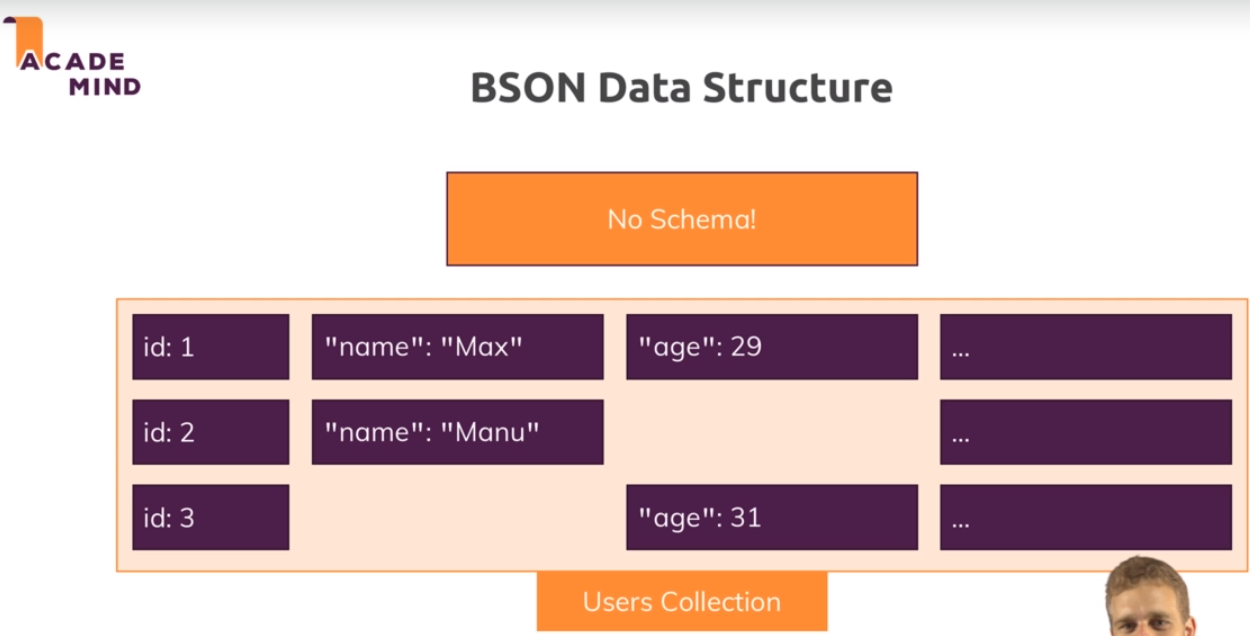 ACADE
MIND
BSON Data Structure
No Schema!
id: 1 "name": "Max" "age": 29 ...
id: 2 "name": "Manu" ...
id: 3 "age": 31 ...
Users Collection